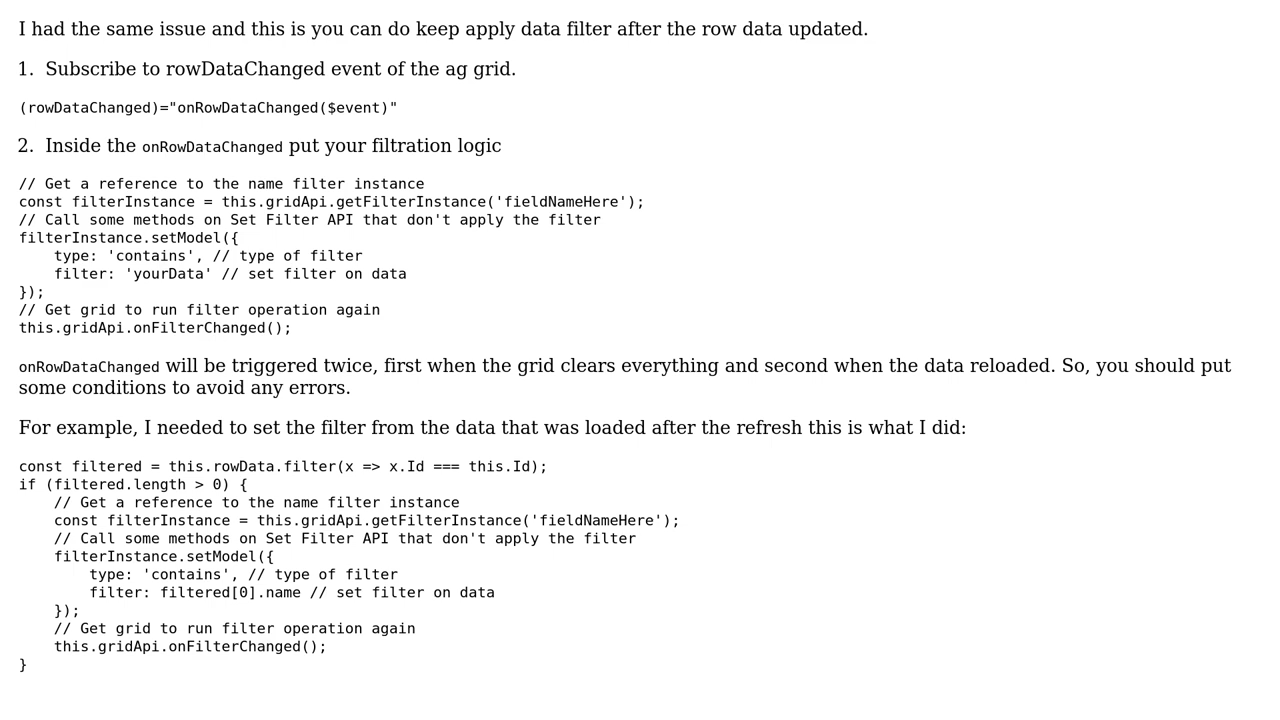 I had the same issue and this is you can do keep apply data filter after the row data updated.
1. Subscribe to rowDataChanged event of the ag grid.
(rowDataChanged)="onRowDataChanged($event)"
2. Inside the onRowDataChanged put your filtration logic
// Get a reference to the name filter instance
const filterInstance = this.gridApi.getFilterInstance('fieldNameHere');
// Call some methods on Set Filter API that don't apply the filter
filterInstance.setModel({
    type: 'contains', // type of filter
    filter: 'yourData' // set filter on data
});
// Get grid to run filter operation again
this.gridApi.onFilterChanged();
onRowDataChanged will be triggered twice, first when the grid clears everything and second when the data reloaded. So, you should put
some conditions to avoid any errors.
For example, I needed to set the filter from the data that was loaded after the refresh this is what I did:
const filtered = this.rowData.filter(x => x.Id === this.Id);
if (filtered.length > 0) {
    // Get a reference to the name filter instance
    const filterInstance = this.gridApi.getFilterInstance('fieldNameHere');
    // Call some methods on Set Filter API that don't apply the filter
    filterInstance.setModel({
        type: 'contains', // type of filter
        filter: filtered[0].name // set filter on data
    });
    // Get grid to run filter operation again
    this.gridApi.onFilterChanged();
}